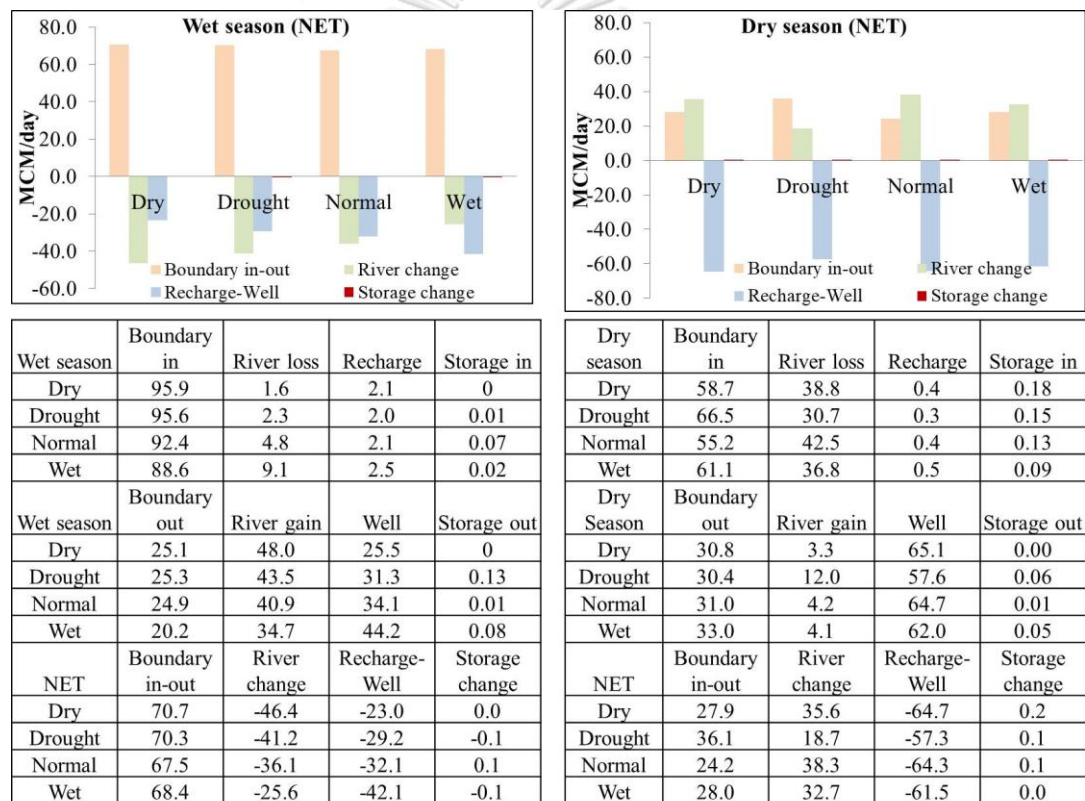 Wet season (NET)
MCM/day
80.0
60.0
40.0
20.0
0.0
-20.0
-40.0
-60.0
Dry Drought Normal Wet
Boundary in-out River change
Recharge-Well Storage change
Dry season (NET)
MCM/day
80.0
60.0
40.0
20.0
0.0
-20.0
-40.0
-60.0
-80.0
Dry Drought Normal Wet
Boundary in-out River change
Recharge-Well Storage change
Wet season Boundary in River loss Recharge Storage in
Dry 95.9 1.6 2.1 0
Drought 95.6 2.3 2.0 0.01
Normal 92.4 4.8 2.1 0.07
Wet 88.6 9.1 2.5 0.02
Wet season Boundary out River gain Well Storage out
Dry 25.1 48.0 25.5 0
Drought 25.3 43.5 31.3 0.13
Normal 24.9 40.9 34.1 0.01
Wet 20.2 34.7 44.2 0.08
NET Boundary in-out River change Recharge-Well Storage change
Dry 70.7 -46.4 -23.0 0.0
Drought 70.3 -41.2 -29.2 -0.1
Normal 67.5 -36.1 -32.1 0.1
Wet 68.4 -25.6 -42.1 -0.1
Dry season Boundary in River loss Recharge Storage in
Dry 58.7 38.8 0.4 0.18
Drought 66.5 30.7 0.3 0.15
Normal 55.2 42.5 0.4 0.13
Wet 61.1 36.8 0.5 0.09
Dry Season Boundary out River gain Well Storage out
Dry 30.8 3.3 65.1 0.00
Drought 30.4 12.0 57.6 0.06
Normal 31.0 4.2 64.7 0.01
Wet 33.0 4.1 62.0 0.05
NET Boundary in-out River change Recharge-Well Storage change
Dry 27.9 35.6 -64.7 0.2
Drought 36.1 18.7 -57.3 0.1
Normal 24.2 38.3 -64.3 0.1
Wet 28.0 32.7 -61.5 0.0